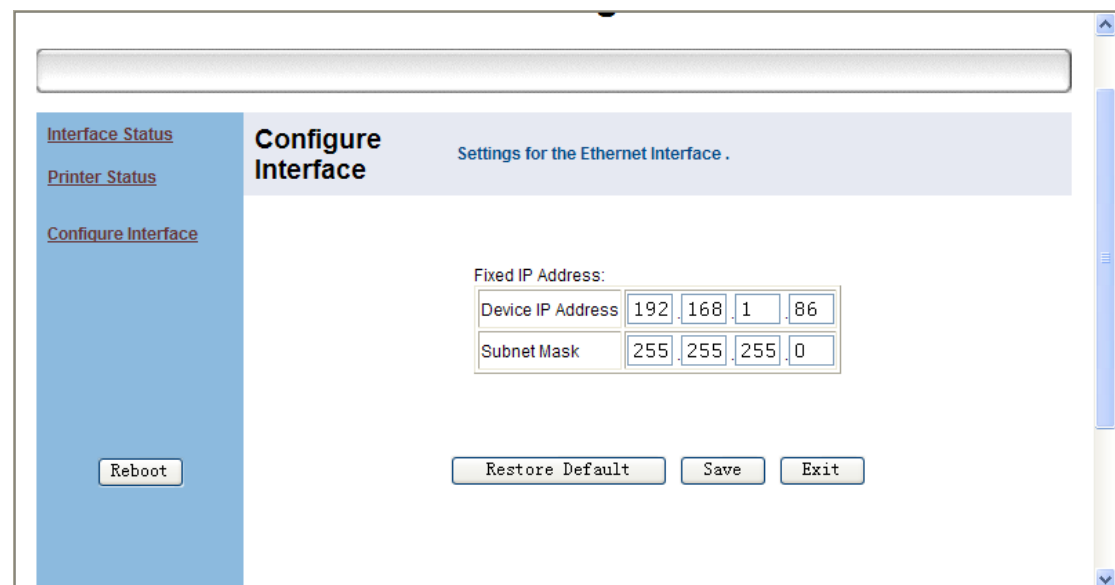 Interface Status
Printer Status
Configure Interface
Reboot
Configure
Interface
Settings for the Ethernet Interface .
Fixed IP Address:
Device IP Address 192 . 168 . 1 . 86
Subnet Mask 255 . 255 . 255 . 0
Restore Default Save Exit